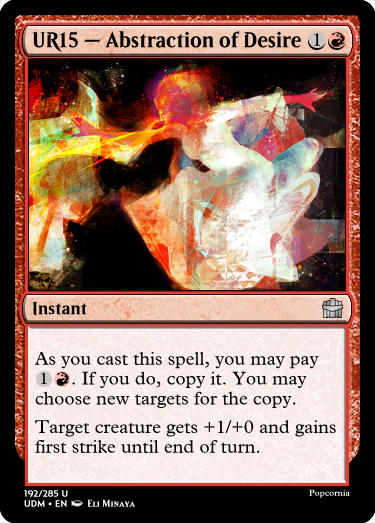 UR15 — Abstraction of Desire 1
Instant
As you cast this spell, you may pay
1 . If you do, copy it. You may
choose new targets for the copy.
Target creature gets +1/+0 and gains
first strike until end of turn.
192/285 U
Popcornia
UDM • EN Eli Minaya